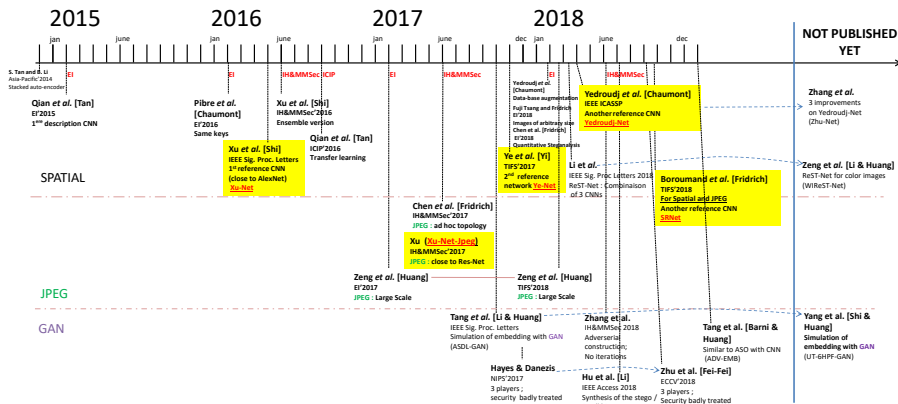 2015
2016
2017
2018
NOT PUBLISHED
YET
jan
june
jan
june
jan
june
dec
jan
june
dec
EI
EI
IH&MMSec
ICIP
EI
IH&MMSec
EI
IH&MMSec
S. Tan and B. Li
Asia-Pacific'2014
Stacked auto-encoder
Qian et al. [Tan]
EI'2015
description CNN
Pibre et al.
[Chaumont]
EI'2016
Same keys
Xu et al. [Shi]
IH&MMSec'2016
Ensemble version
Qian et al. [Tan]
ICIP'2016
Transfer learning
Xu et al. [Shi]
IEEE Sig. Proc. Letters
1st reference CNN
(close to AlexNet)
Xu-Net
Yedroudj et al.
[Chaumont]
Data-base augmentation
Fuji Tsang and Fridrich
EI'2018
Images of arbitrary size
Chen et al. [Fridrich]
EI'2018
Quantitative Steganalysis
Ye et al. [Yi]
TIFS'2017
2nd reference
network Ye-Net
Yedroudj et al. [Chaumont]
IEEE ICASSP
Another reference CNN
Yedroudj-Net
Zhang et al.
3 improvements
on Yedroudj-Net
(Zhu-Net)
Li et al.
IEEE Sig. Proc Letters 2018
ReST-Net : Combinaison
of 3 CNNs
Boroumand et al. [Fridrich]
TIFS'2018
For Spatial and JPEG
Another reference CNN
SRNet
Zeng et al. [Li & Huang]
ReST-Net for color images
(WIReST-Net)
SPATIAL
Chen et al. [Fridrich]
IH&MMSec'2017
JPEG : ad hoc topology
Xu (Xu-Net-Jpeg)
IH&MMSec'2017
JPEG : close to Res-Net
Zeng et al. [Huang]
EI'2017
JPEG : Large Scale
Zeng et al. [Huang]
TIFS'2018
JPEG : Large Scale
JPEG
GAN
Tang et al. [Li & Huang]
IEEE Sig. Proc. Letters
Simulation of embedding with GAN
(ASDL-GAN)
Zhang et al.
IH&MMSec 2018
Adverserial
construction;
No iterations
Tang et al. [Barni &
Huang]
Similar to ASO with CNN
(ADV-EMB)
Yang et al. [Shi &
Huang]
Simulation of
embedding with GAN
(UT-6HPF-GAN)
Hayes & Danezis
NIPS'2017
3 players ;
security badly treated
Hu et al. [Li]
IEEE Access 2018
Synthesis of the stego /
Zhu et al. [Fei-Fei]
ECCV'2018
3 players ;
Security badly treated